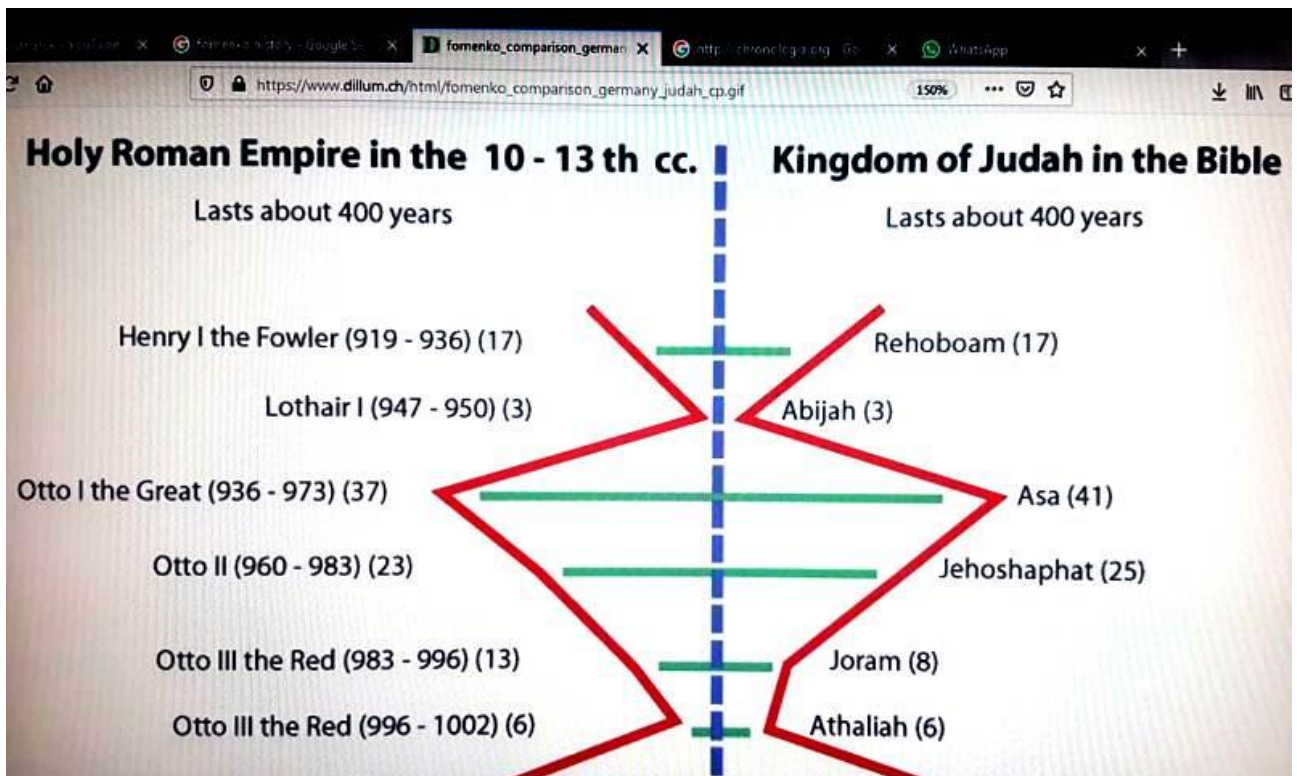 fomenko_comparison_german
WhatsApp
https://www.dillum.ch/html/fomenko_comparison_germany_judah_cp.gif
150%
Holy Roman Empire in the 10 - 13 th cc.
Kingdom of Judah in the Bible
Lasts about 400 years
Lasts about 400 years
Henry I the Fowler (919 - 936) (17)
Rehoboam (17)
Lothair I (947 - 950) (3)
Abijah (3)
Otto I the Great (936 - 973) (37)
Asa (41)
Otto II (960 - 983) (23)
Jehoshaphat (25)
Otto III the Red (983 - 996) (13)
Joram (8)
Otto III the Red (996 - 1002) (6)
Athaliah (6)